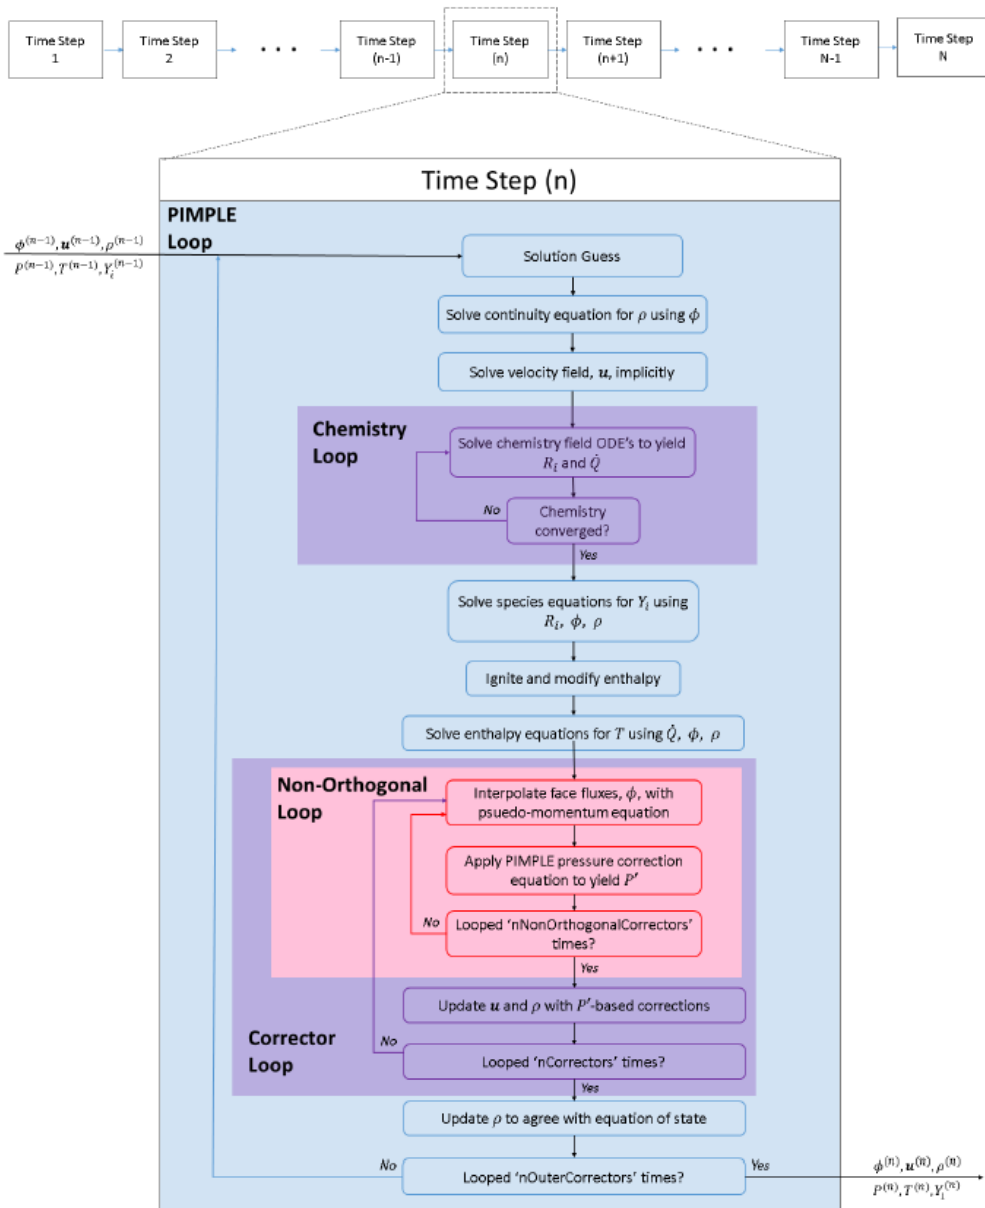 Time Step
1
Time Step
2
• • •
Time Step
(n-1)
Time Step
(n)
Time Step
(n+1)
• • •
Time Step
N-1
Time Step
N
Time Step (n)
PIMPLE
Loop
ϕ⁽ⁿ⁻¹⁾, u⁽ⁿ⁻¹⁾, ρ⁽ⁿ⁻¹⁾
P⁽ⁿ⁻¹⁾, T⁽ⁿ⁻¹⁾, Yᵢ⁽ⁿ⁻¹⁾
Solution Guess
Solve continuity equation for ρ using ϕ
Solve velocity field, u, implicitly
Chemistry
Loop
Solve chemistry field ODE's to yield
Rᵢ and Q̇
No
Chemistry
converged?
Yes
Solve species equations for Yᵢ using
Rᵢ, ϕ, ρ
Ignite and modify enthalpy
Solve enthalpy equations for T using Q̇, ϕ, ρ
Non-Orthogonal
Loop
Interpolate face fluxes, ϕ, with
psuedo-momentum equation
Apply PIMPLE pressure correction
equation to yield P′
No
Looped 'nNonOrthogonalCorrectors'
times?
Yes
Update u and ρ with P′-based corrections
Corrector
Loop
No
Looped 'nCorrectors' times?
Yes
Update ρ to agree with equation of state
No
Looped 'nOuterCorrectors' times?
Yes
ϕ⁽ⁿ⁾, u⁽ⁿ⁾, ρ⁽ⁿ⁾
P⁽ⁿ⁾, T⁽ⁿ⁾, Yᵢ⁽ⁿ⁾